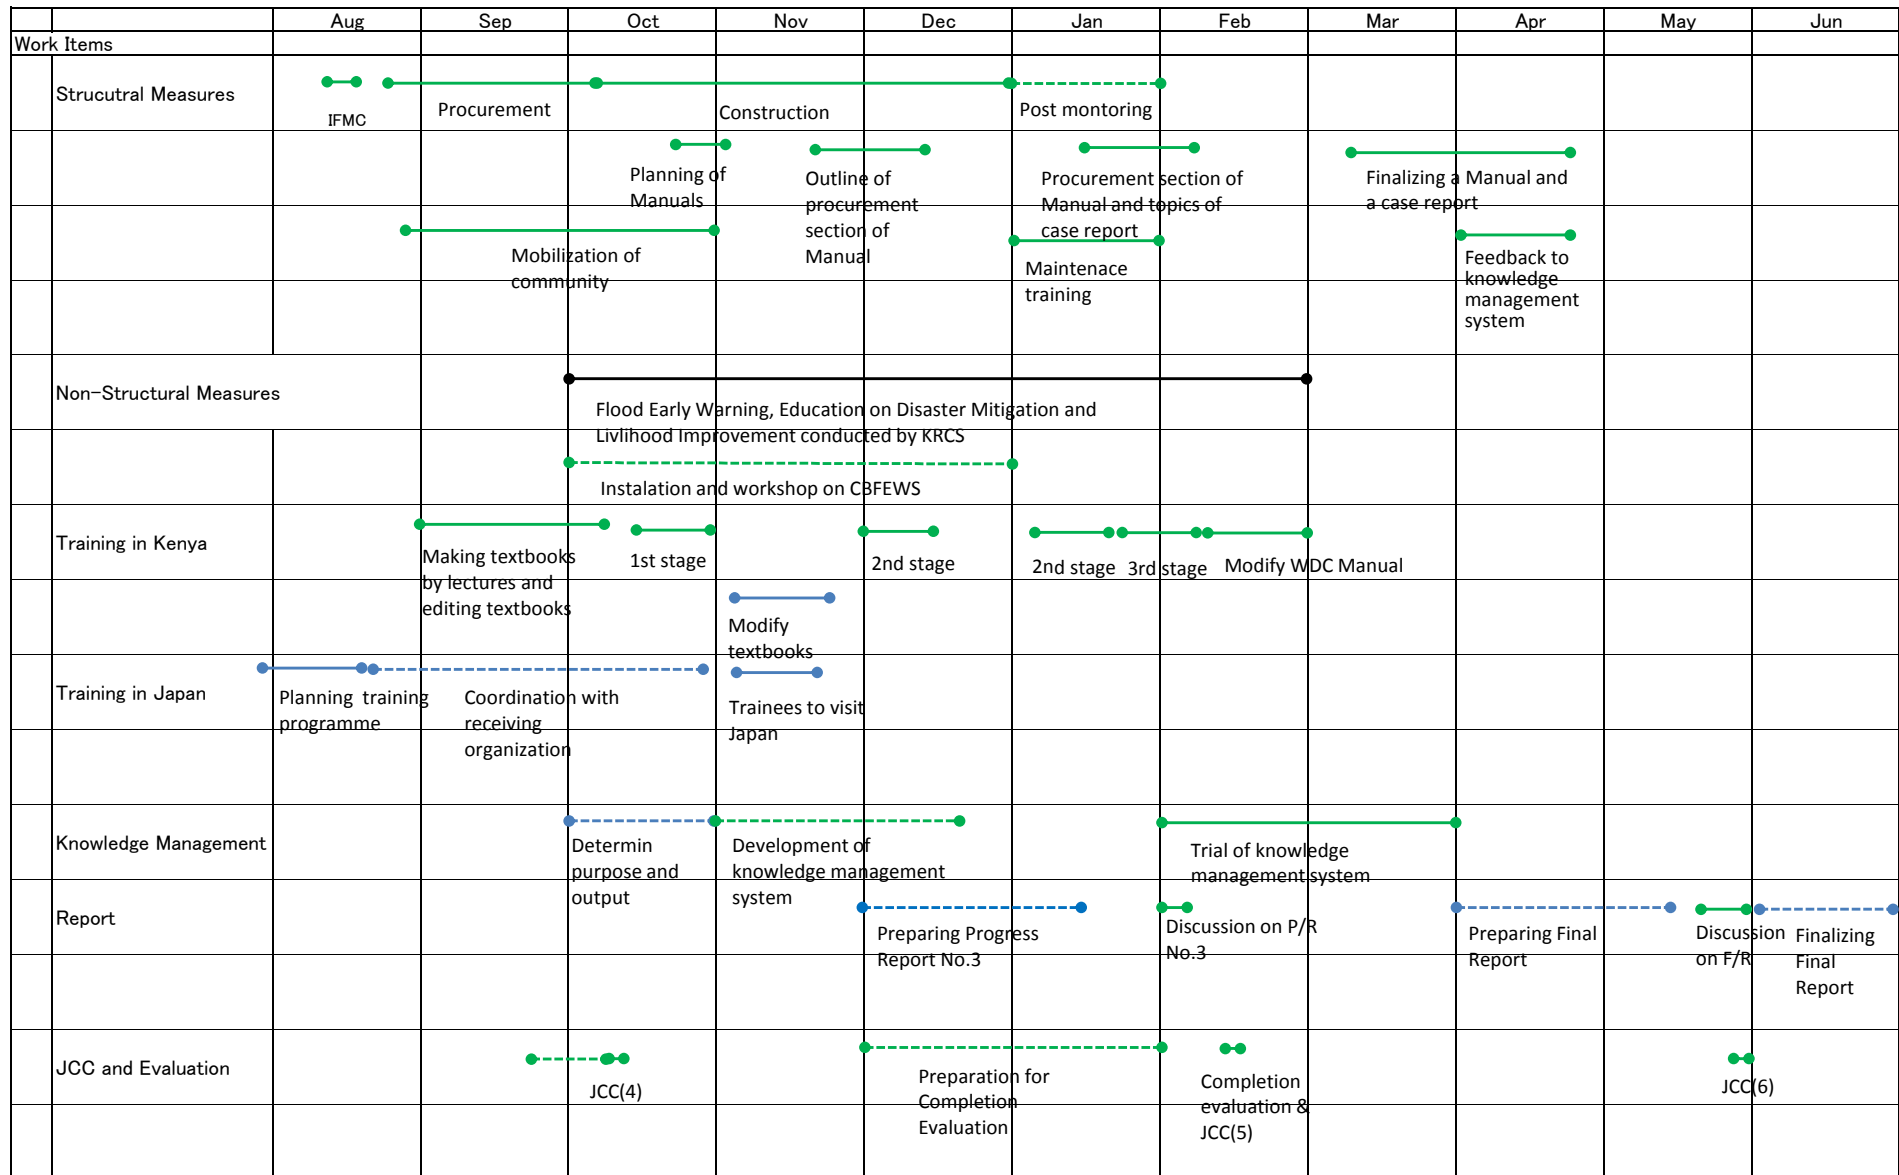 Aug Sep Oct Nov Dec Jan Feb Mar Apr May Jun
Work Items
Strucutral Measures
IFMC
Procurement
Construction
Post montoring
Planning of
Manuals
Outline of
procurement
section of
Manual
Procurement section of
Manual and topics of
case report
Finalizing a Manual and
a case report
Mobilization of
community
Maintenace
training
Feedback to
knowledge
management
system
Non-Structural Measures
Flood Early Warning, Education on Disaster Mitigation and
Livlihood Improvement conducted by KRCS
Instalation and workshop on CBFEWS
Training in Kenya
Making textbooks
by lectures and
editing textbooks
1st stage
2nd stage
2nd stage
3rd stage
Modify WDC Manual
Modify
textbooks
Training in Japan
Planning training
programme
Coordination with
receiving
organization
Trainees to visit
Japan
Knowledge Management
Determin
purpose and
output
Development of
knowledge management
system
Trial of knowledge
management system
Report
Preparing Progress
Report No.3
Discussion on P/R
No.3
Preparing Final
Report
Discussion
on F/R
Finalizing
Final
Report
JCC and Evaluation
JCC(4)
Preparation for
Completion
Evaluation
Completion
evaluation &
JCC(5)
JCC(6)